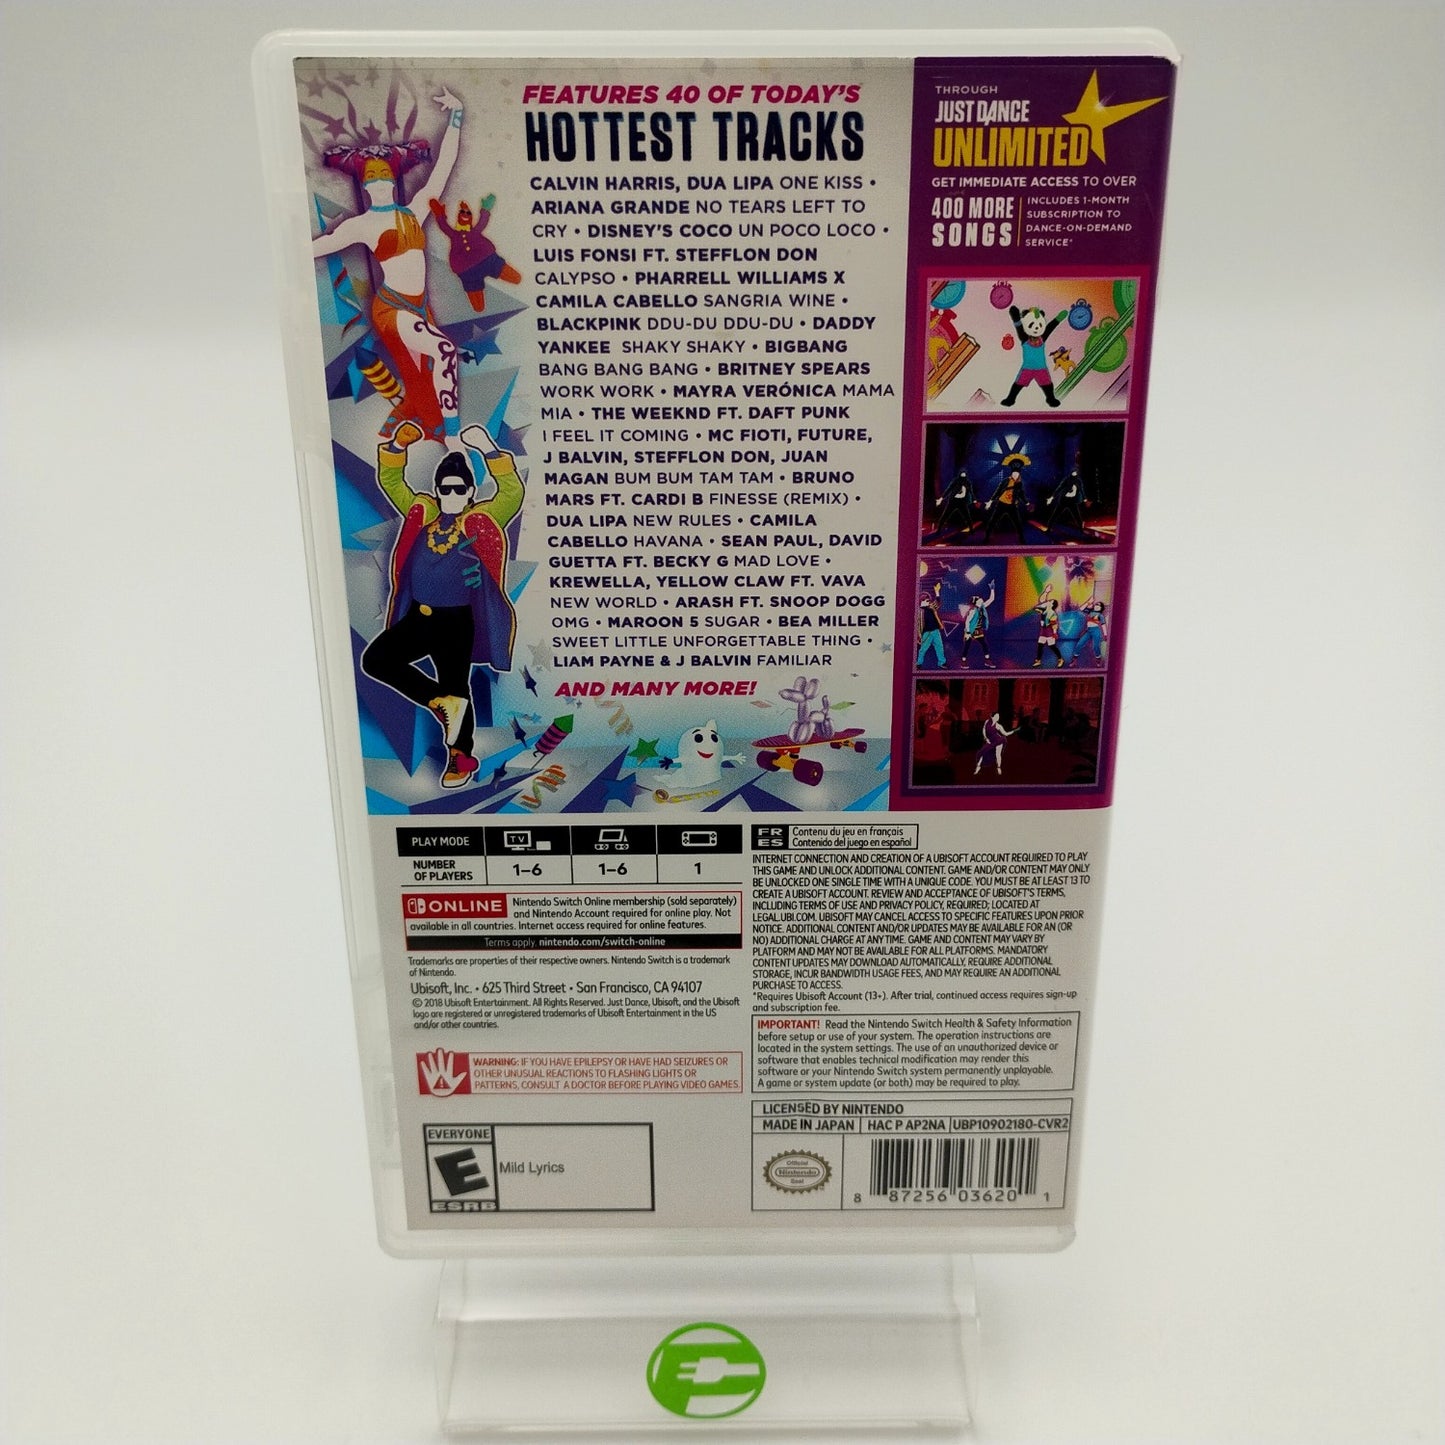 FEATURES 40 OF TODAY'S
HOTTEST TRACKS
CALVIN HARRIS, DUA LIPA ONE KISS •
ARIANA GRANDE NO TEARS LEFT TO
CRY • DISNEY'S COCO UN POCO LOCO •
LUIS FONSI FT. STEFFLON DON
CALYPSO • PHARRELL WILLIAMS X
CAMILA CABELLO SANGRIA WINE •
BLACKPINK DDU-DU DDU-DU • DADDY
YANKEE SHAKY SHAKY • BIGBANG
BANG BANG BANG • BRITNEY SPEARS
WORK WORK • MAYRA VERÓNICA MAMA
MIA • THE WEEKND FT. DAFT PUNK
I FEEL IT COMING • MC FIOTI, FUTURE,
J BALVIN, STEFFLON DON, JUAN
MAGAN BUM BUM TAM TAM • BRUNO
MARS FT. CARDI B FINESSE (REMIX) •
DUA LIPA NEW RULES • CAMILA
CABELLO HAVANA • SEAN PAUL, DAVID
GUETTA FT. BECKY G MAD LOVE •
KREWELLA, YELLOW CLAW FT. VAVA
NEW WORLD • ARASH FT. SNOOP DOGG
OMG • MAROON 5 SUGAR • BEA MILLER
SWEET LITTLE UNFORGETTABLE THING •
LIAM PAYNE & J BALVIN FAMILIAR
AND MANY MORE!
THROUGH
JUST DANCE
UNLIMITED
GET IMMEDIATE ACCESS TO OVER
400 MORE
SONGS
INCLUDES 1-MONTH
SUBSCRIPTION TO
DANCE-ON-DEMAND
SERVICE*
PLAY MODE
TV
NUMBER
OF PLAYERS
1-6
1-6
1
ONLINE
Nintendo Switch Online membership (sold separately)
and Nintendo Account required for online play. Not
available in all countries. Internet access required for online features.
Terms apply. nintendo.com/switch-online
Trademarks are properties of their respective owners. Nintendo Switch is a trademark
of Nintendo.
Ubisoft, Inc. • 625 Third Street • San Francisco, CA 94107
© 2018 Ubisoft Entertainment. All Rights Reserved. Just Dance, Ubisoft, and the Ubisoft
logo are registered or unregistered trademarks of Ubisoft Entertainment in the US
and/or other countries.
WARNING: IF YOU HAVE EPILEPSY OR HAVE HAD SEIZURES OR
OTHER UNUSUAL REACTIONS TO FLASHING LIGHTS OR
PATTERNS, CONSULT A DOCTOR BEFORE PLAYING VIDEO GAMES.
EVERYONE
E
ESRB
Mild Lyrics
FR
ES
Contenu du jeu en français
Contenido del juego en español
INTERNET CONNECTION AND CREATION OF A UBISOFT ACCOUNT REQUIRED TO PLAY
THIS GAME AND UNLOCK ADDITIONAL CONTENT. GAME AND/OR CONTENT MAY ONLY
BE UNLOCKED ONE SINGLE TIME WITH A UNIQUE CODE. YOU MUST BE AT LEAST 13 TO
CREATE A UBISOFT ACCOUNT. REVIEW AND ACCEPTANCE OF UBISOFT'S TERMS,
INCLUDING TERMS OF USE AND PRIVACY POLICY, REQUIRED; LOCATED AT
LEGAL.UBI.COM. UBISOFT MAY CANCEL ACCESS TO SPECIFIC FEATURES UPON PRIOR
NOTICE. ADDITIONAL CONTENT AND/OR UPDATES MAY BE AVAILABLE FOR AN (OR
NO) ADDITIONAL CHARGE AT ANY TIME. GAME AND CONTENT MAY VARY BY
PLATFORM AND MAY NOT BE AVAILABLE FOR ALL PLATFORMS. MANDATORY
CONTENT UPDATES MAY DOWNLOAD AUTOMATICALLY, REQUIRE ADDITIONAL
STORAGE, INCUR BANDWIDTH USAGE FEES, AND MAY REQUIRE AN ADDITIONAL
PURCHASE TO ACCESS.
*Requires Ubisoft Account (13+). After trial, continued access requires sign-up
and subscription fee.
IMPORTANT! Read the Nintendo Switch Health & Safety Information
before setup or use of your system. The operation instructions are
located in the system settings. The use of an unauthorized device or
software that enables technical modification may render this
software or your Nintendo Switch system permanently unplayable.
A game or system update (or both) may be required to play.
LICENSED BY NINTENDO
MADE IN JAPAN
HAC P AP2NA
UBP10902180-CVR2
Official
Nintendo
Seal
8 87256 03620 1